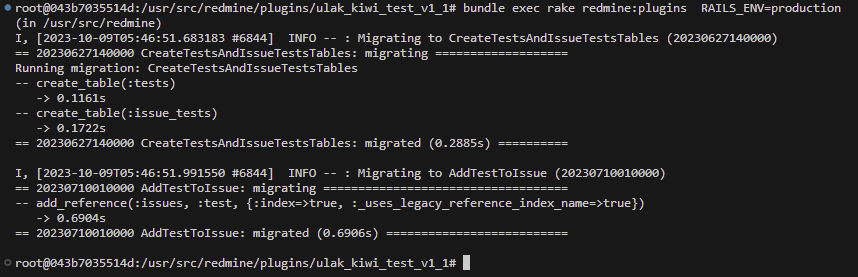 root@043b7035514d:/usr/src/redmine/plugins/ulak_kiwi_test_v1_1# bundle exec rake redmine:plugins  RAILS_ENV=production
(in /usr/src/redmine)
I, [2023-10-09T05:46:51.683183 #6844]  INFO -- : Migrating to CreateTestsAndIssueTestsTables (20230627140000)
== 20230627140000 CreateTestsAndIssueTestsTables: migrating ===================
Running migration: CreateTestsAndIssueTestsTables
-- create_table(:tests)
   -> 0.1161s
-- create_table(:issue_tests)
   -> 0.1722s
== 20230627140000 CreateTestsAndIssueTestsTables: migrated (0.2885s) ==========
I, [2023-10-09T05:46:51.991550 #6844]  INFO -- : Migrating to AddTestToIssue (20230710010000)
== 20230710010000 AddTestToIssue: migrating ===================================
-- add_reference(:issues, :test, {:index=>true, :_uses_legacy_reference_index_name=>true})
   -> 0.6904s
== 20230710010000 AddTestToIssue: migrated (0.6906s) ==========================
root@043b7035514d:/usr/src/redmine/plugins/ulak_kiwi_test_v1_1#